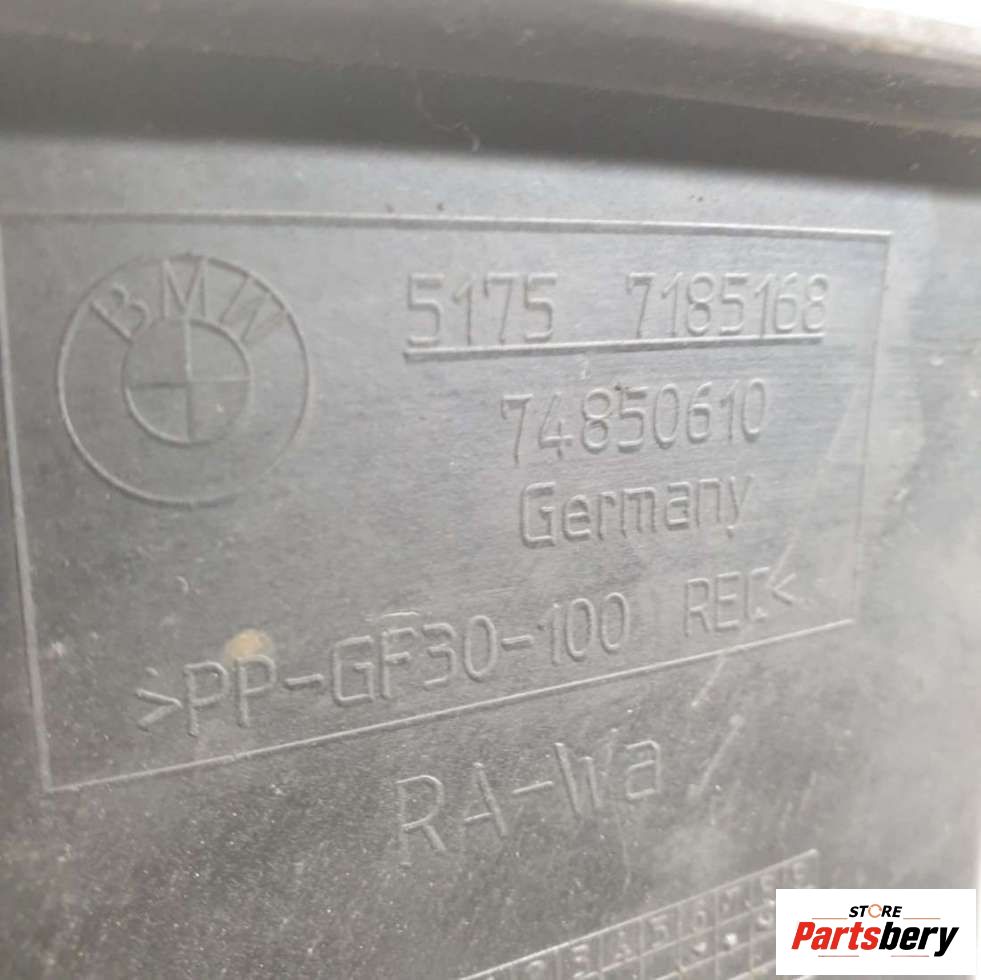 BMW
5175 7185168
74850610
Germany
>PP-GF30-100 REC<
RA-Wa
STORE
Partsbery